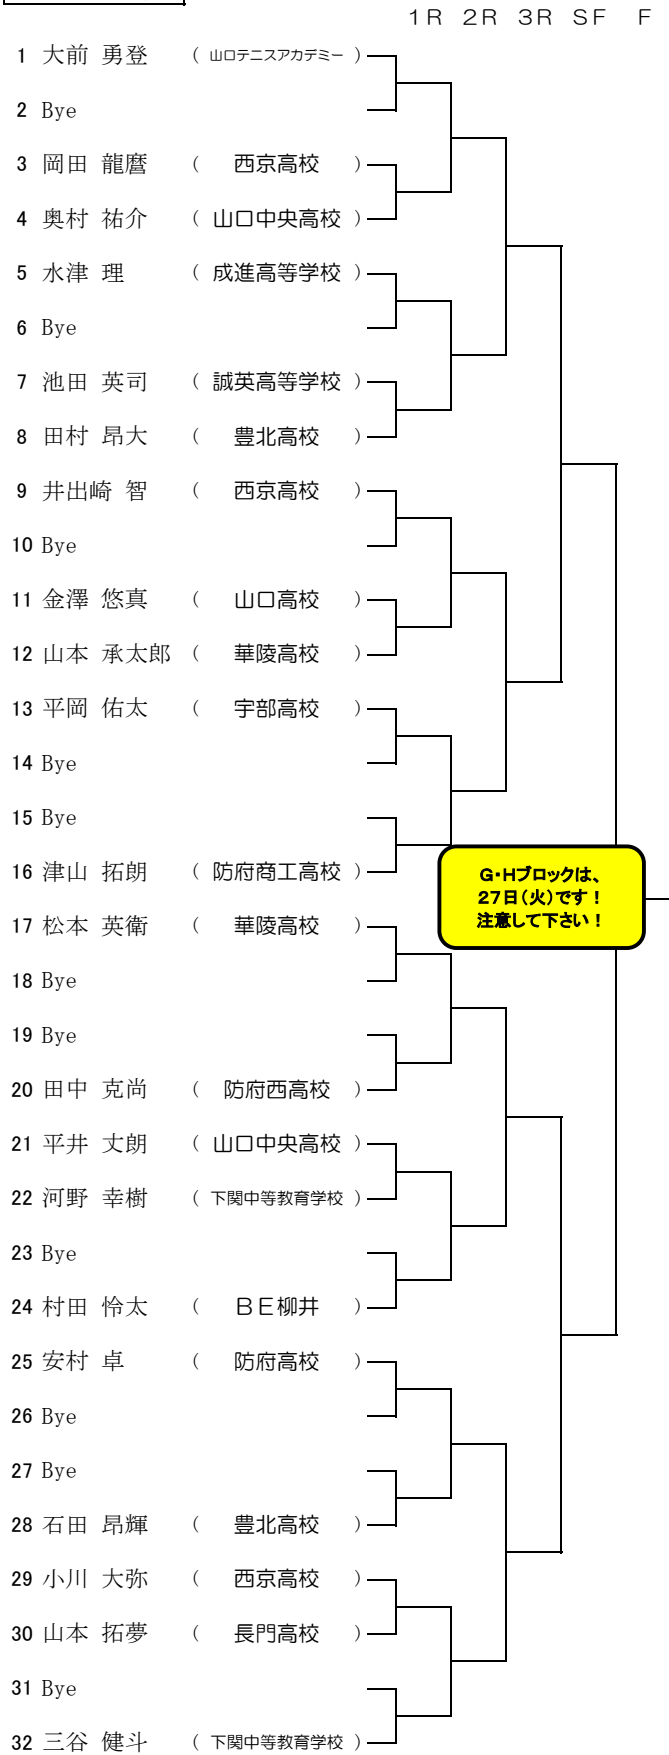 １Ｒ ２Ｒ ３Ｒ ＳＦ Ｆ
1 大前 勇登 （ 山口テニスアカデミー ）
2 Bye
3 岡田 龍麿 （ 西京高校 ）
4 奥村 祐介 （ 山口中央高校 ）
5 水津 理 （ 成進高等学校 ）
6 Bye
7 池田 英司 （ 誠英高等学校 ）
8 田村 昂大 （ 豊北高校 ）
9 井出崎 智 （ 西京高校 ）
10 Bye
11 金澤 悠真 （ 山口高校 ）
12 山本 承太郎 （ 華陵高校 ）
13 平岡 佑太 （ 宇部高校 ）
14 Bye
15 Bye
16 津山 拓朗 （ 防府商工高校 ）
G・Hブロックは、
27日（火）です！
注意して下さい！
17 松本 英衛 （ 華陵高校 ）
18 Bye
19 Bye
20 田中 克尚 （ 防府西高校 ）
21 平井 丈朗 （ 山口中央高校 ）
22 河野 幸樹 （ 下関中等教育学校 ）
23 Bye
24 村田 怜太 （ ＢＥ柳井 ）
25 安村 卓 （ 防府高校 ）
26 Bye
27 Bye
28 石田 昂輝 （ 豊北高校 ）
29 小川 大弥 （ 西京高校 ）
30 山本 拓夢 （ 長門高校 ）
31 Bye
32 三谷 健斗 （ 下関中等教育学校 ）